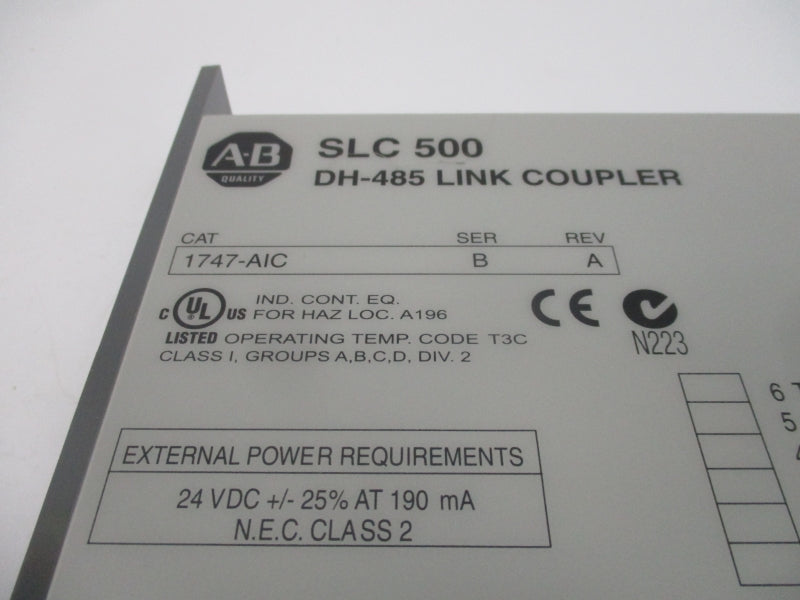 A-B
QUALITY
SLC 500
DH-485 LINK COUPLER
CAT SER REV
1747-AIC B A
C UL US
IND. CONT. EQ.
FOR HAZ LOC. A196
LISTED OPERATING TEMP. CODE T3C
CLASS I, GROUPS A,B,C,D, DIV. 2
CE
N223
EXTERNAL POWER REQUIREMENTS
24 VDC +/- 25% AT 190 mA
N.E.C. CLASS 2
6
5